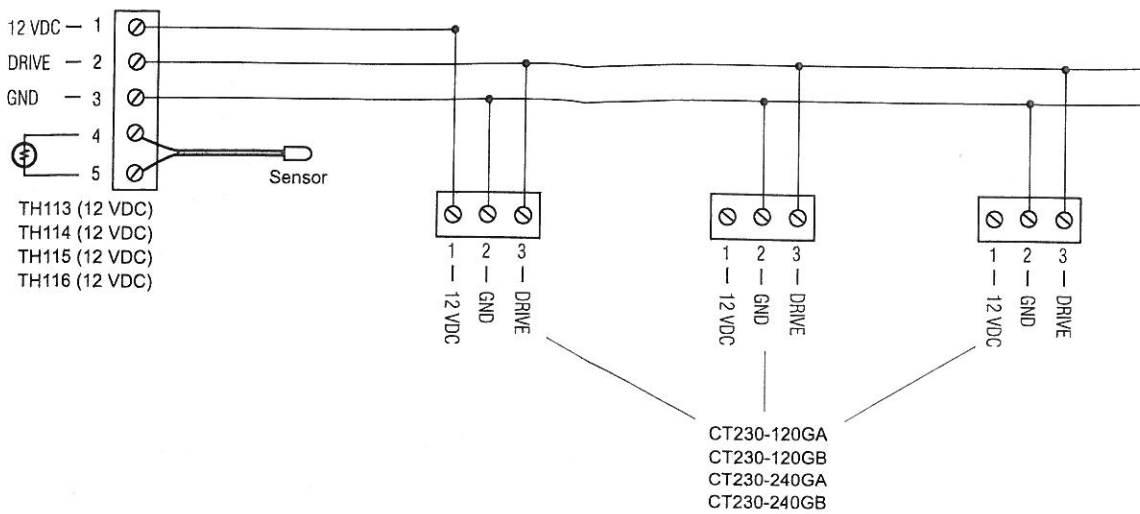 12 VDC — 1
DRIVE — 2
GND — 3
4
5
Sensor
TH113 (12 VDC)
TH114 (12 VDC)
TH115 (12 VDC)
TH116 (12 VDC)
1 — 12 VDC
2 — GND
3 — DRIVE
1 — 12 VDC
2 — GND
3 — DRIVE
1 — 12 VDC
2 — GND
3 — DRIVE
CT230-120GA
CT230-120GB
CT230-240GA
CT230-240GB